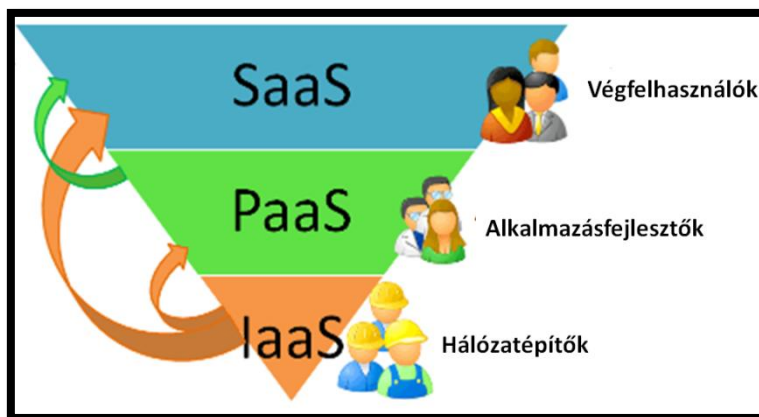 SaaS
Végfelhasználók
PaaS
Alkalmazásfejlesztők
IaaS
Hálózatépítők